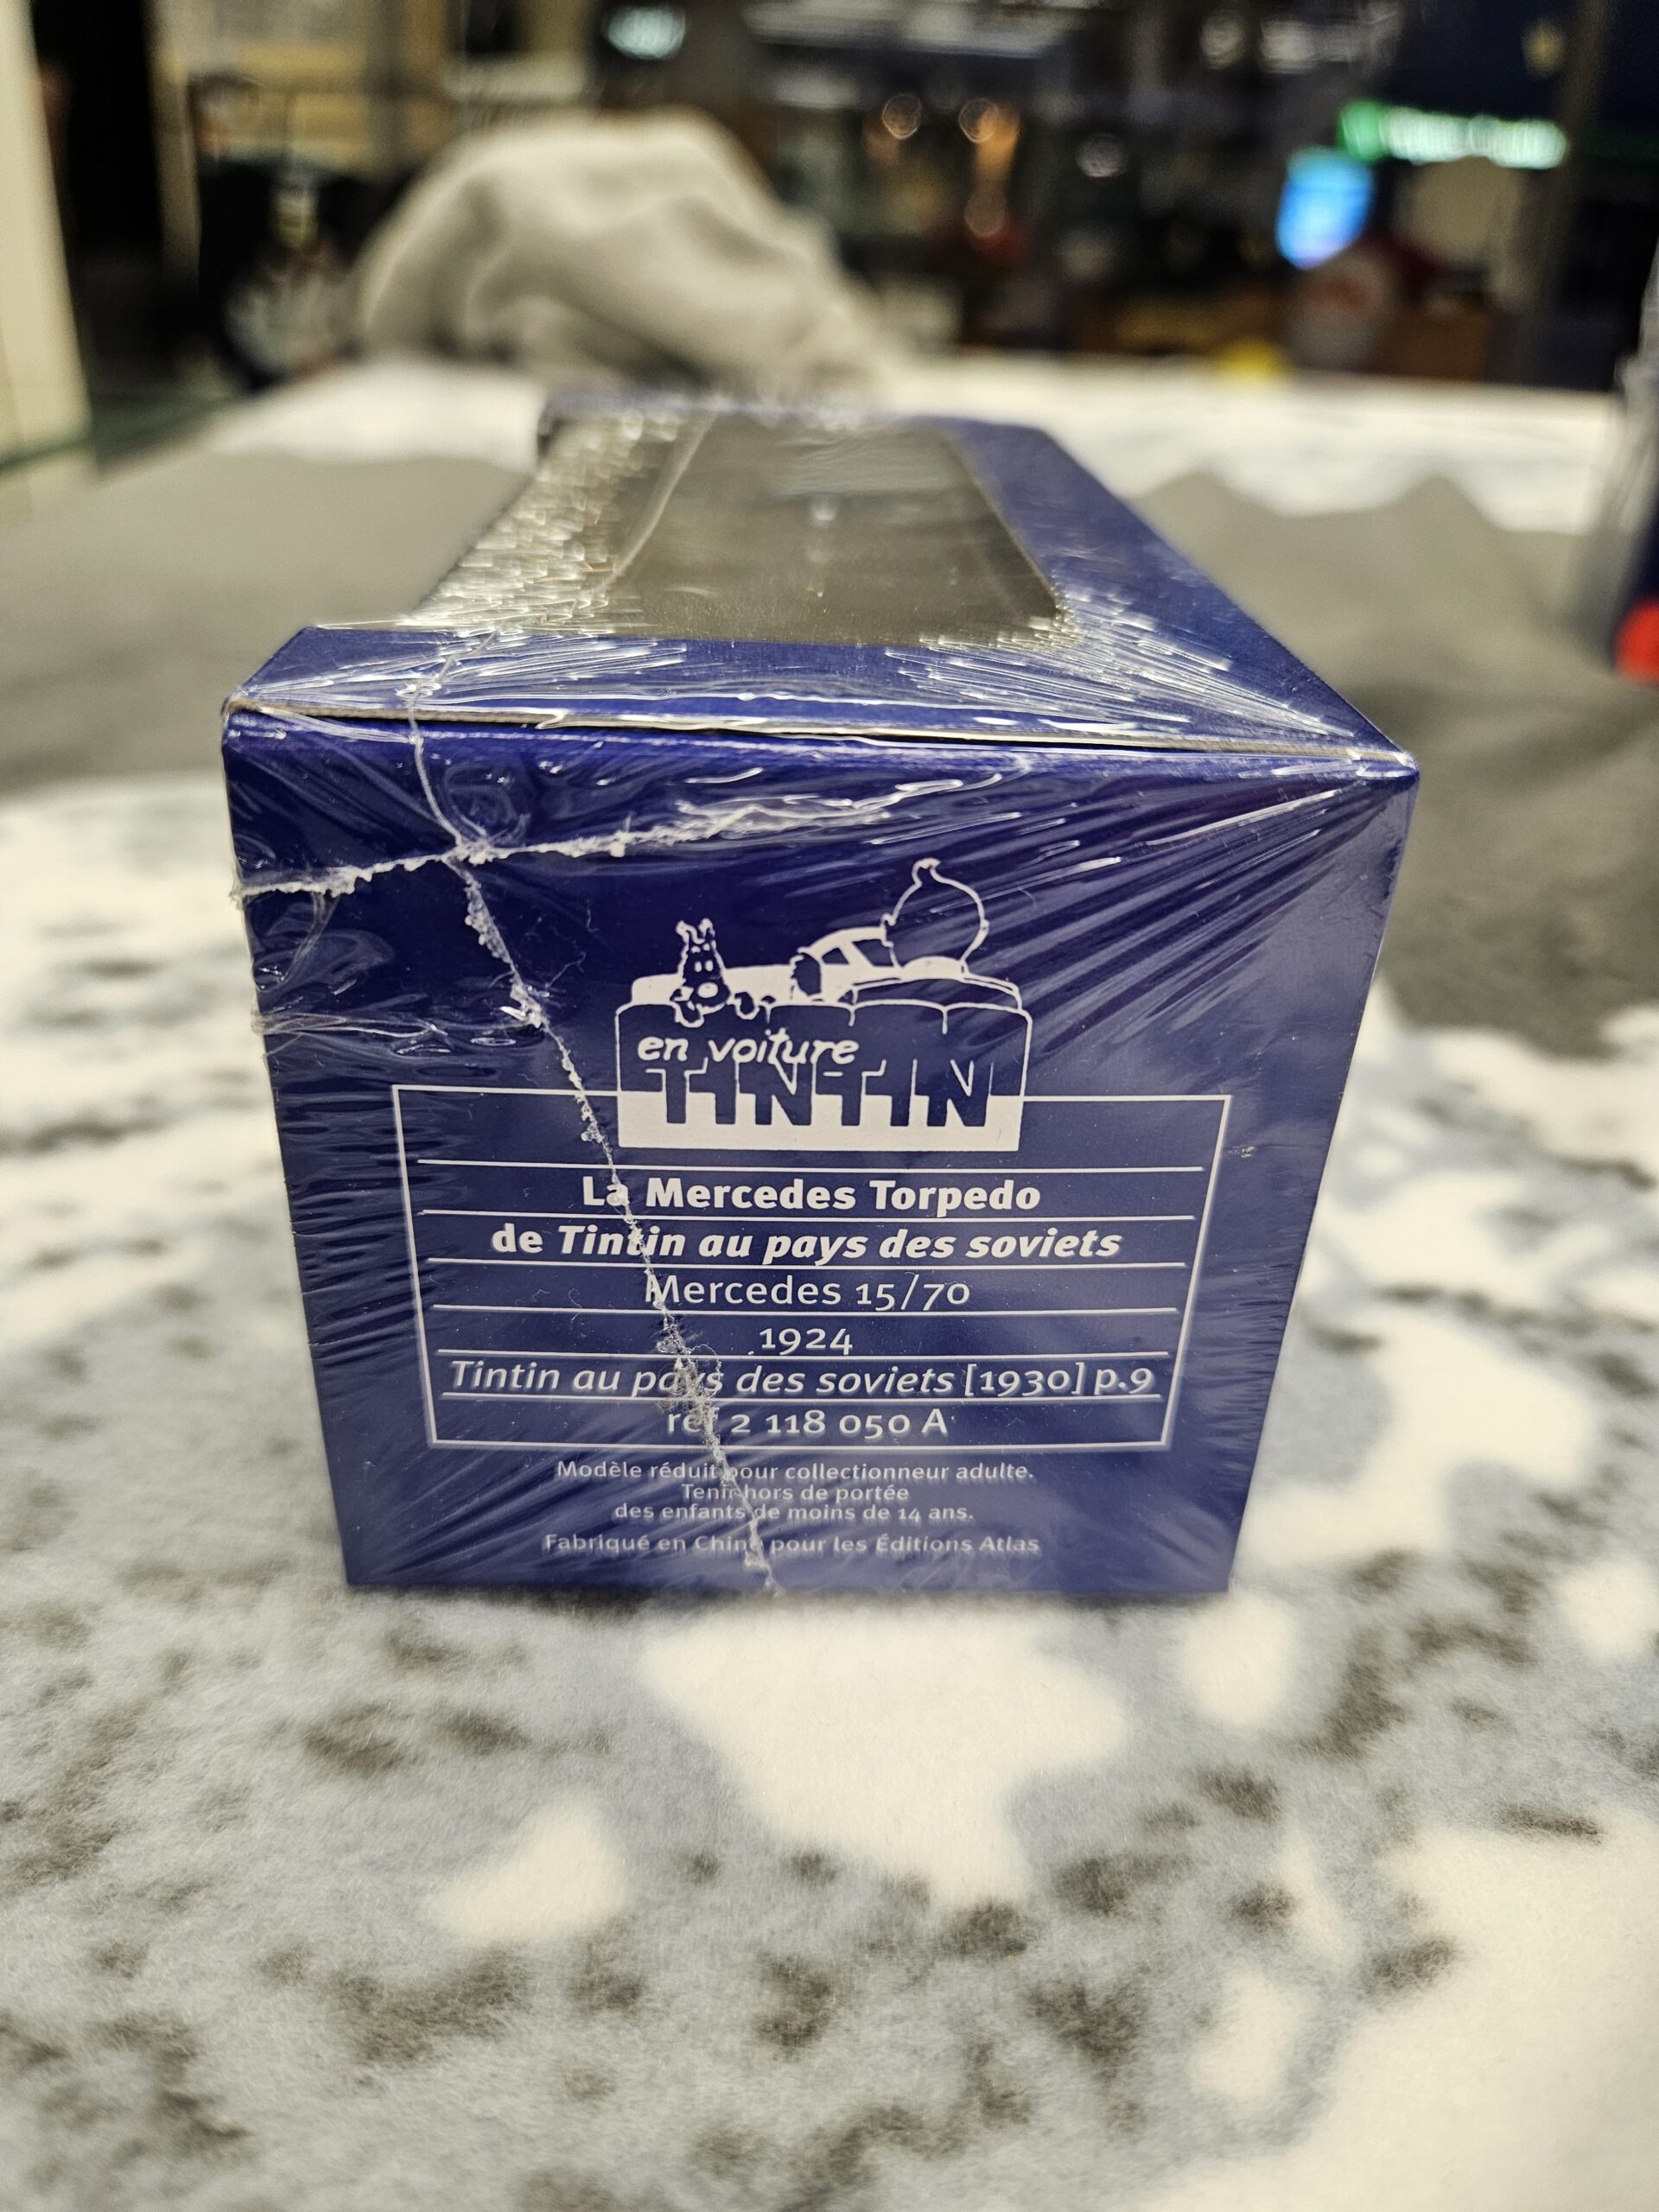 en voiture
TINTIN
La Mercedes Torpedo
de Tintin au pays des soviets
Mercedes 15/70
1924
Tintin au pays des soviets [1930] p.9
ref 2 118 050 A
Modèle réduit pour collectionneur adulte.
Tenir hors de portée
des enfants de moins de 14 ans.
Fabriqué en Chine pour les Éditions Atlas